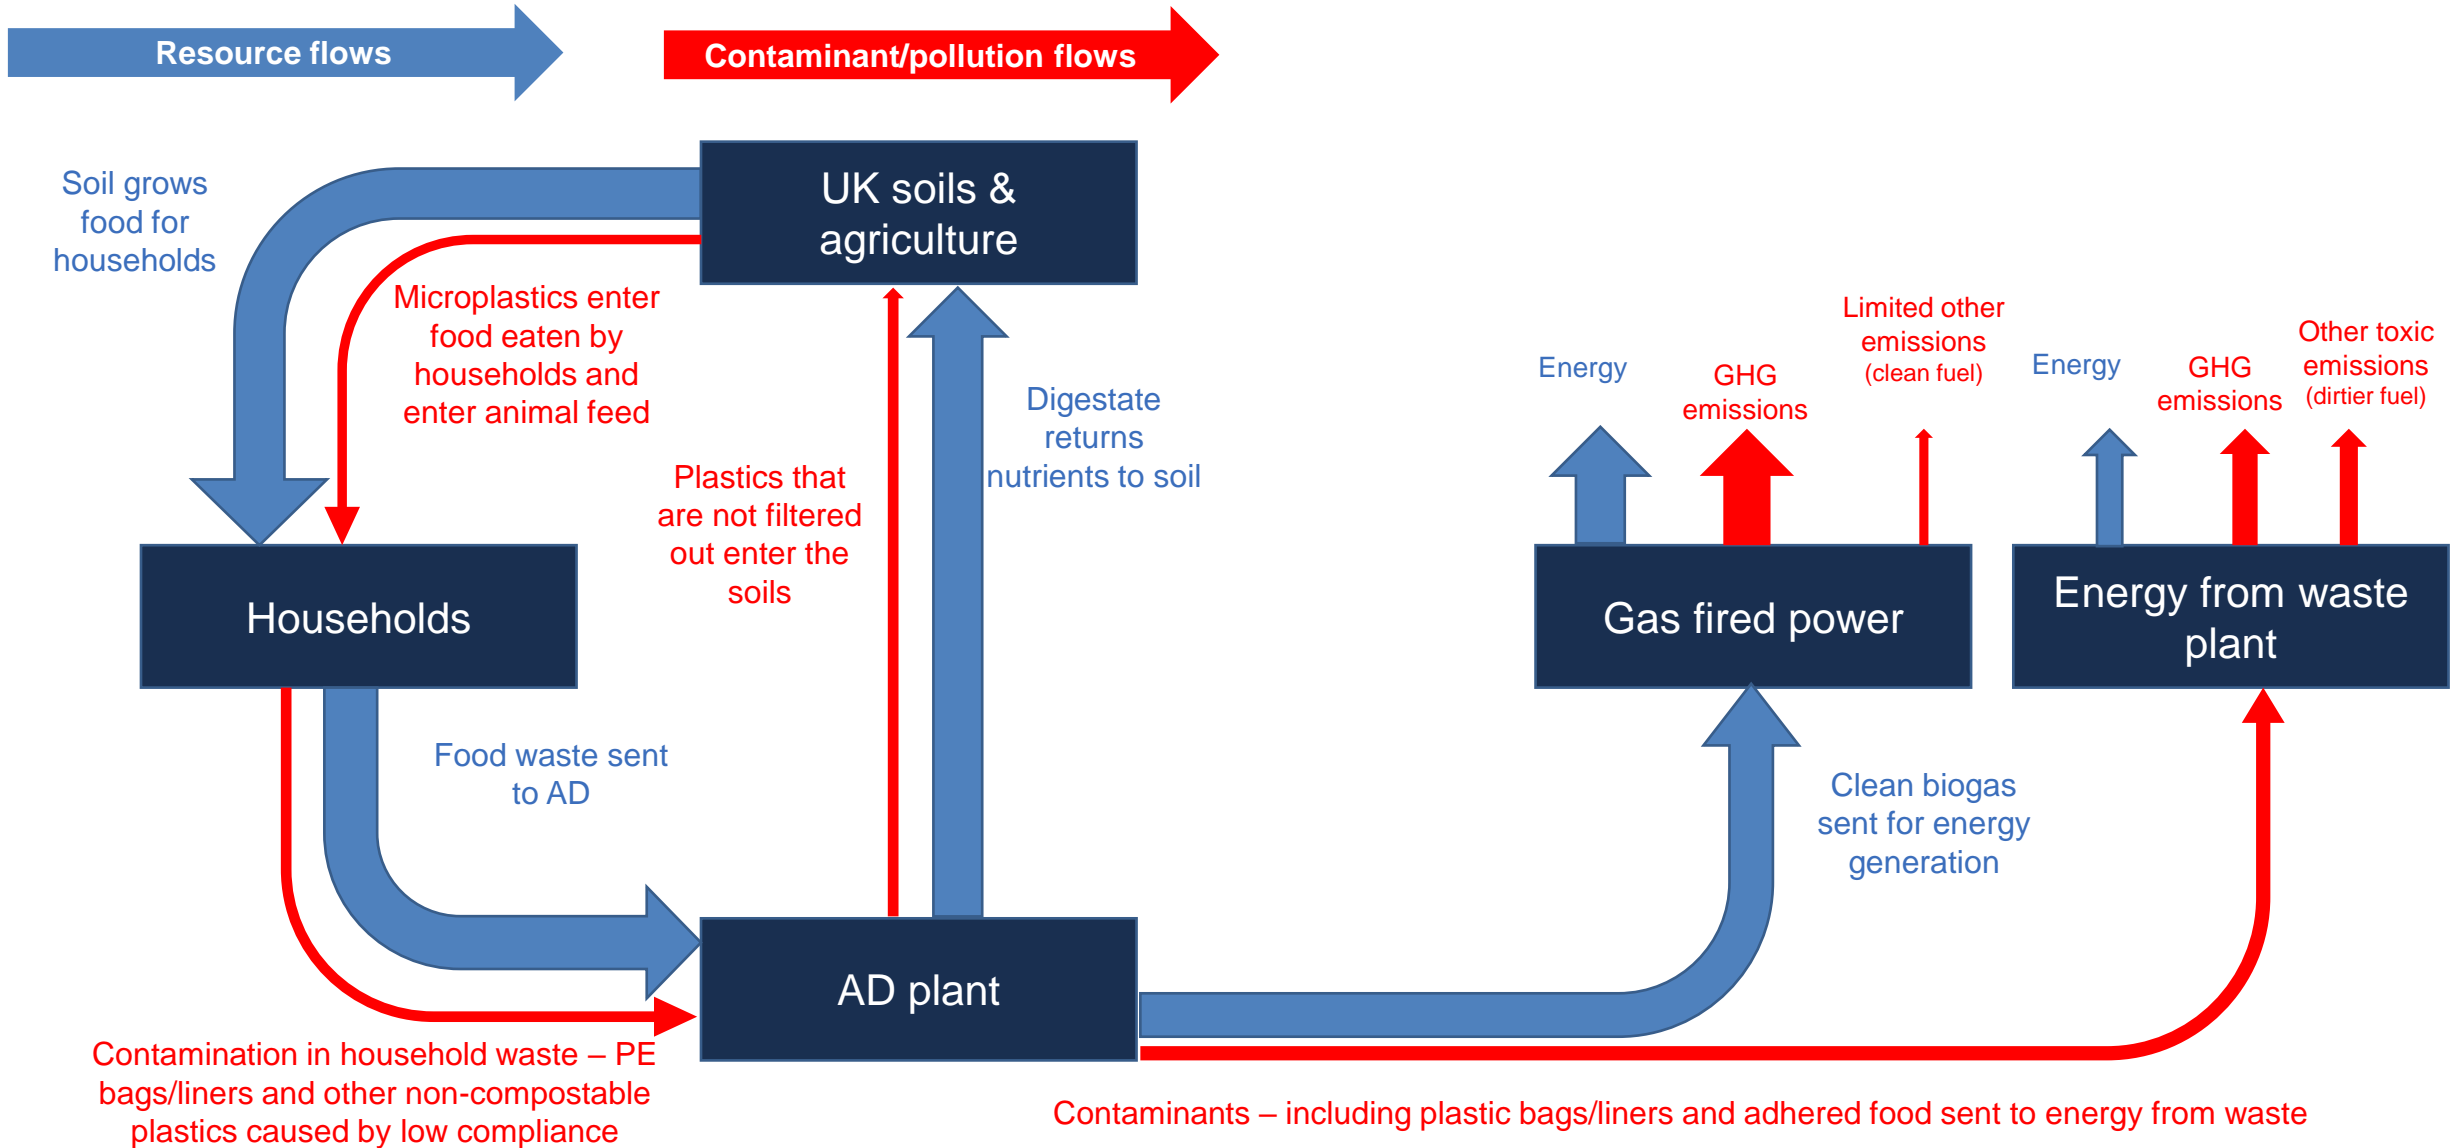 Resource flows
Contaminant/pollution flows
Soil grows
food for
households
UK soils &
agriculture
Microplastics enter
food eaten by
households and
enter animal feed
Plastics that
are not filtered
out enter the
soils
Digestate
returns
nutrients to soil
Energy
GHG
emissions
Limited other
emissions
(clean fuel)
Energy
GHG
emissions
Other toxic
emissions
(dirtier fuel)
Households
Gas fired power
Energy from waste
plant
Food waste sent
to AD
Clean biogas
sent for energy
generation
AD plant
Contamination in household waste – PE
bags/liners and other non-compostable
plastics caused by low compliance
Contaminants – including plastic bags/liners and adhered food sent to energy from waste